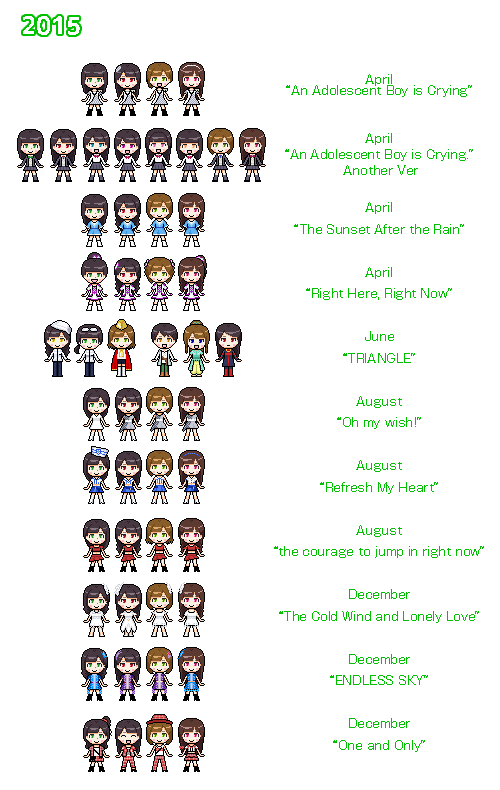 2015
April
“An Adolescent Boy is Crying”
April
“An Adolescent Boy is Crying.”
Another Ver
April
“The Sunset After the Rain”
April
“Right Here, Right Now”
June
“TRIANGLE”
August
“Oh my wish!”
August
“Refresh My Heart”
August
“the courage to jump in right now”
December
“The Cold Wind and Lonely Love”
December
“ENDLESS SKY”
December
“One and Only”